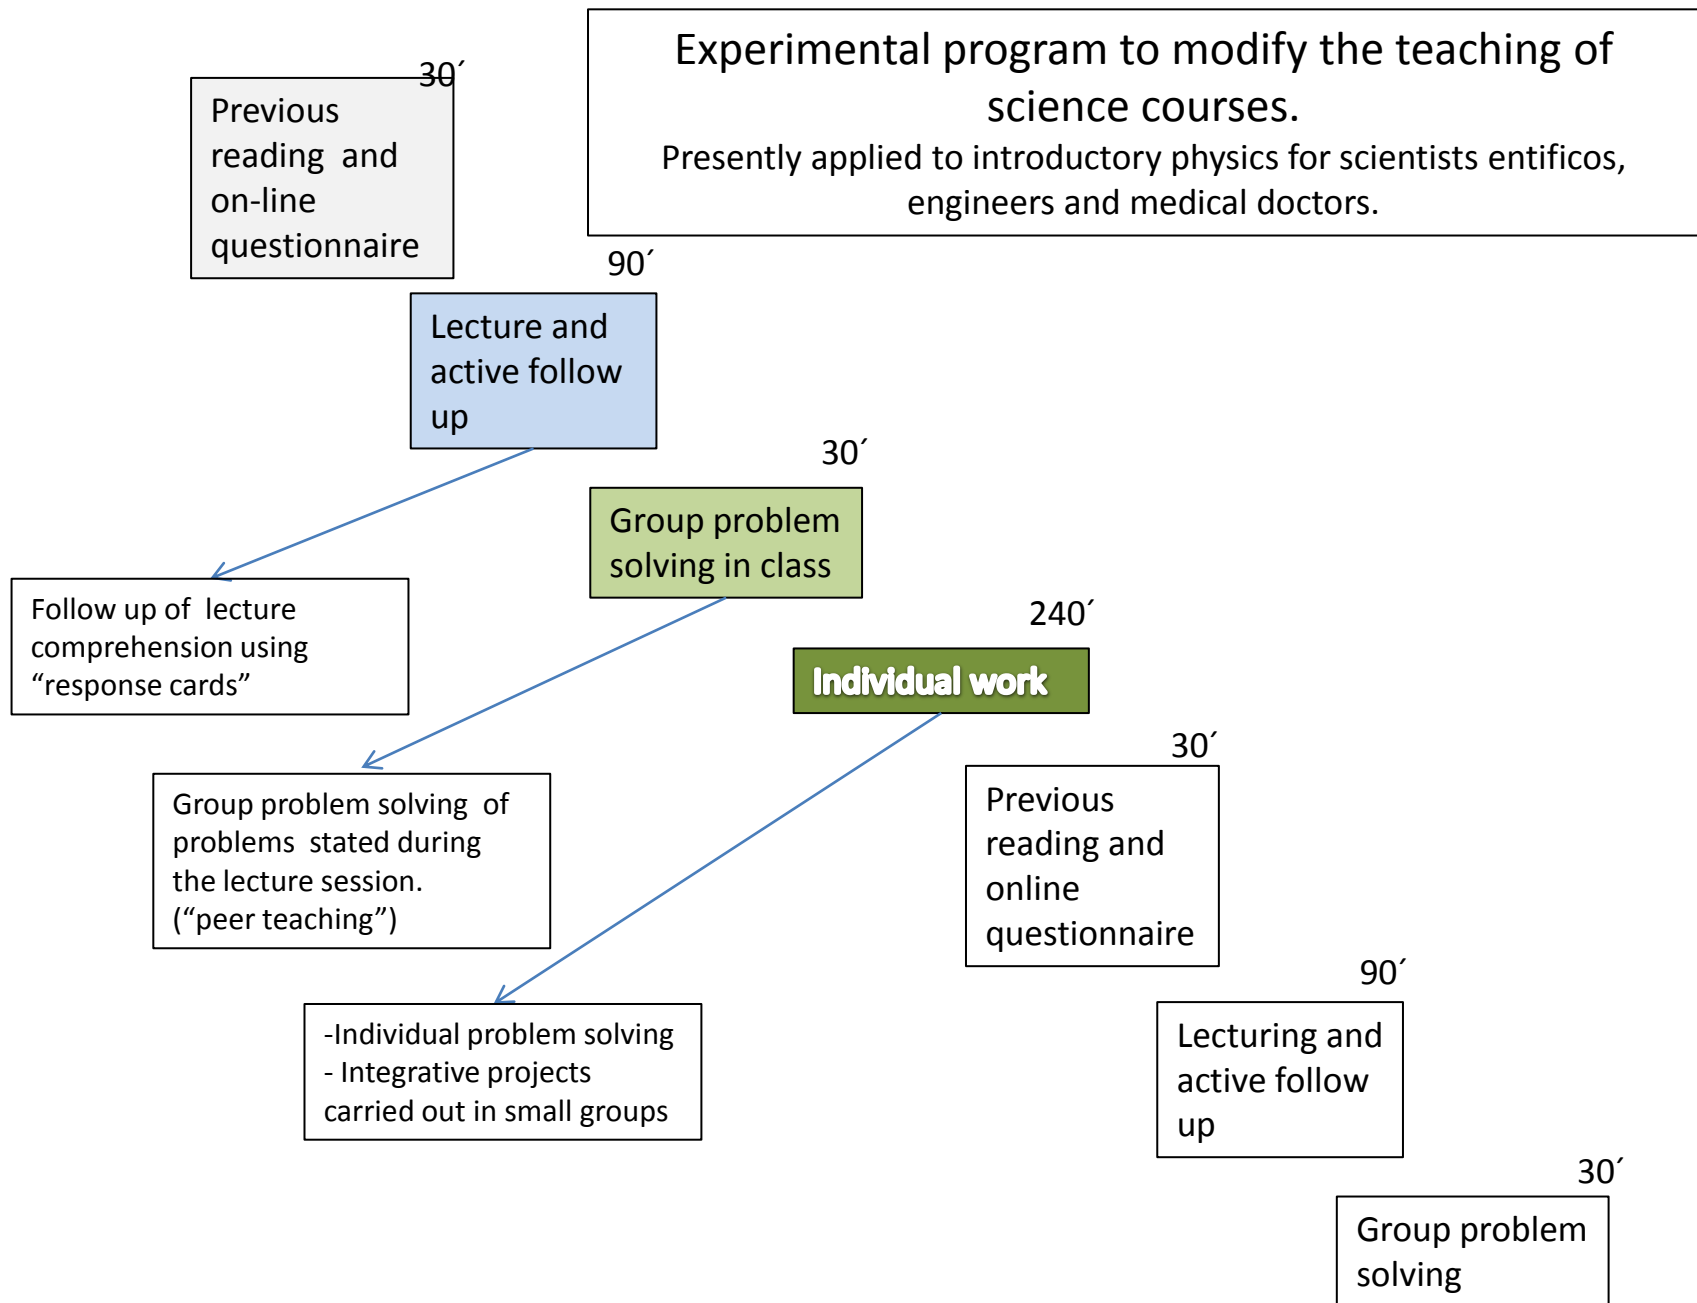 Experimental program to modify the teaching of
science courses.
Presently applied to introductory physics for scientists entificos,
engineers and medical doctors.
30´
Previous
reading and
on-line
questionnaire
90´
Lecture and
active follow
up
30´
Group problem
solving in class
Follow up of lecture
comprehension using
“response cards”
240´
Individual work
Group problem solving of
problems stated during
the lecture session.
(“peer teaching”)
30´
Previous
reading and
online
questionnaire
-Individual problem solving
- Integrative projects
carried out in small groups
90´
Lecturing and
active follow
up
30´
Group problem
solving